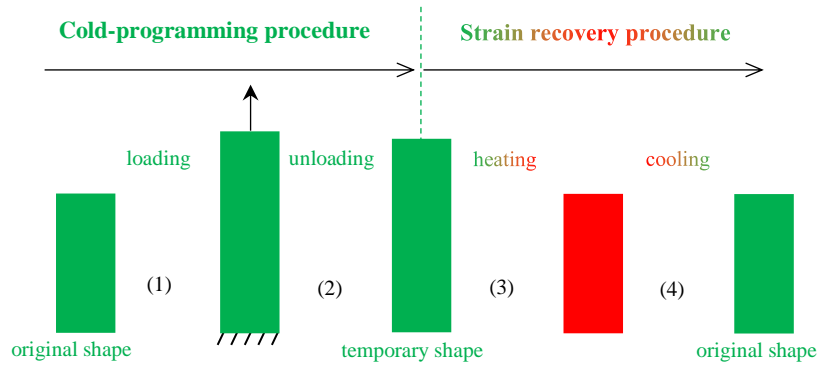 Cold-programming procedure
Strain recovery procedure
loading
unloading
heating
cooling
(1)
(2)
(3)
(4)
original shape
temporary shape
original shape